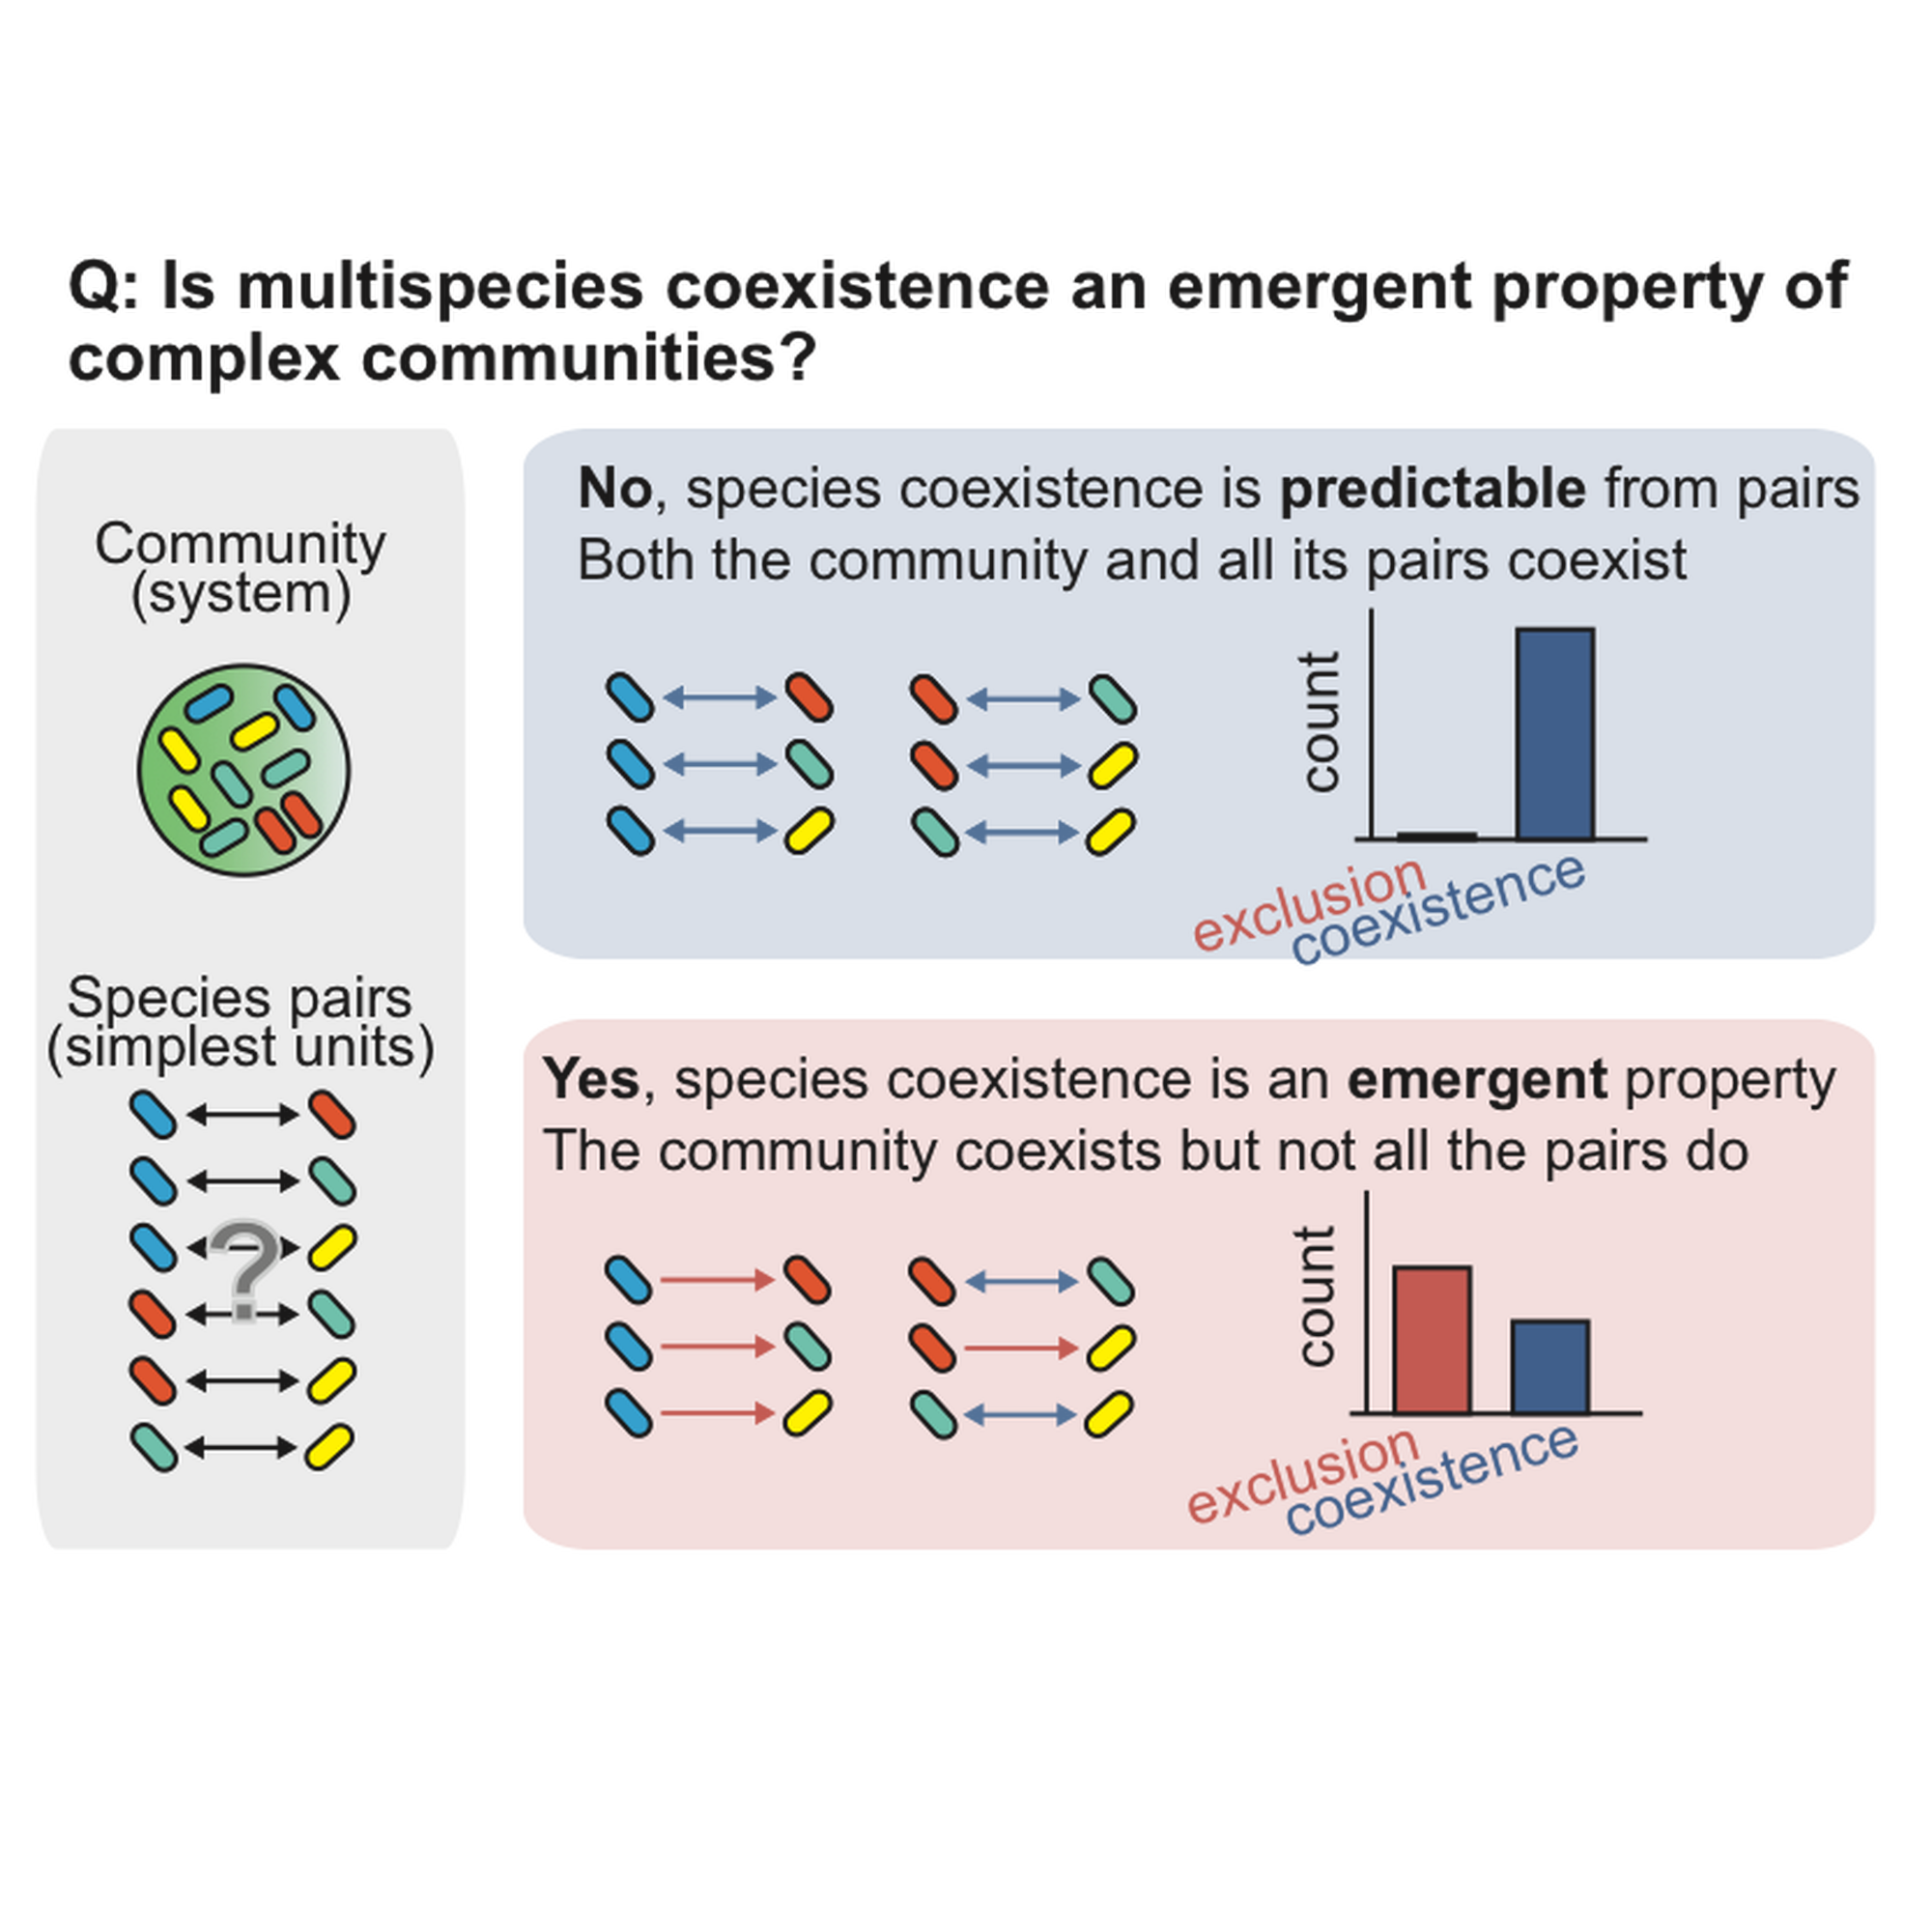 Q: Is multispecies coexistence an emergent property of
complex communities?
Community
(system)
Species pairs
(simplest units)
?
No, species coexistence is predictable from pairs
Both the community and all its pairs coexist
count
exclusion
coexistence
Yes, species coexistence is an emergent property
The community coexists but not all the pairs do
count
exclusion
coexistence